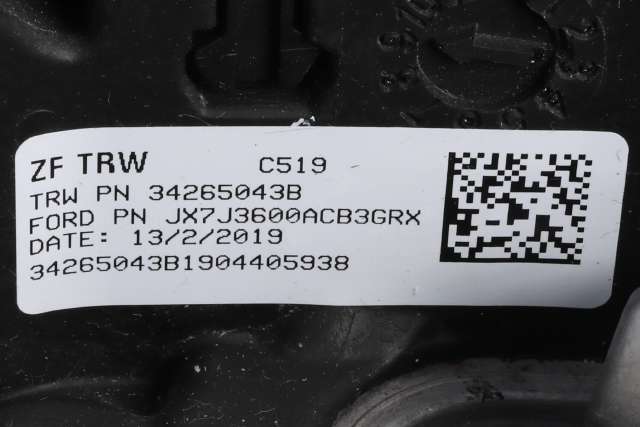 ZF TRW C519
TRW PN 34265043B
FORD PN JX7J3600ACB3GRX
DATE: 13/2/2019
34265043B1904405938